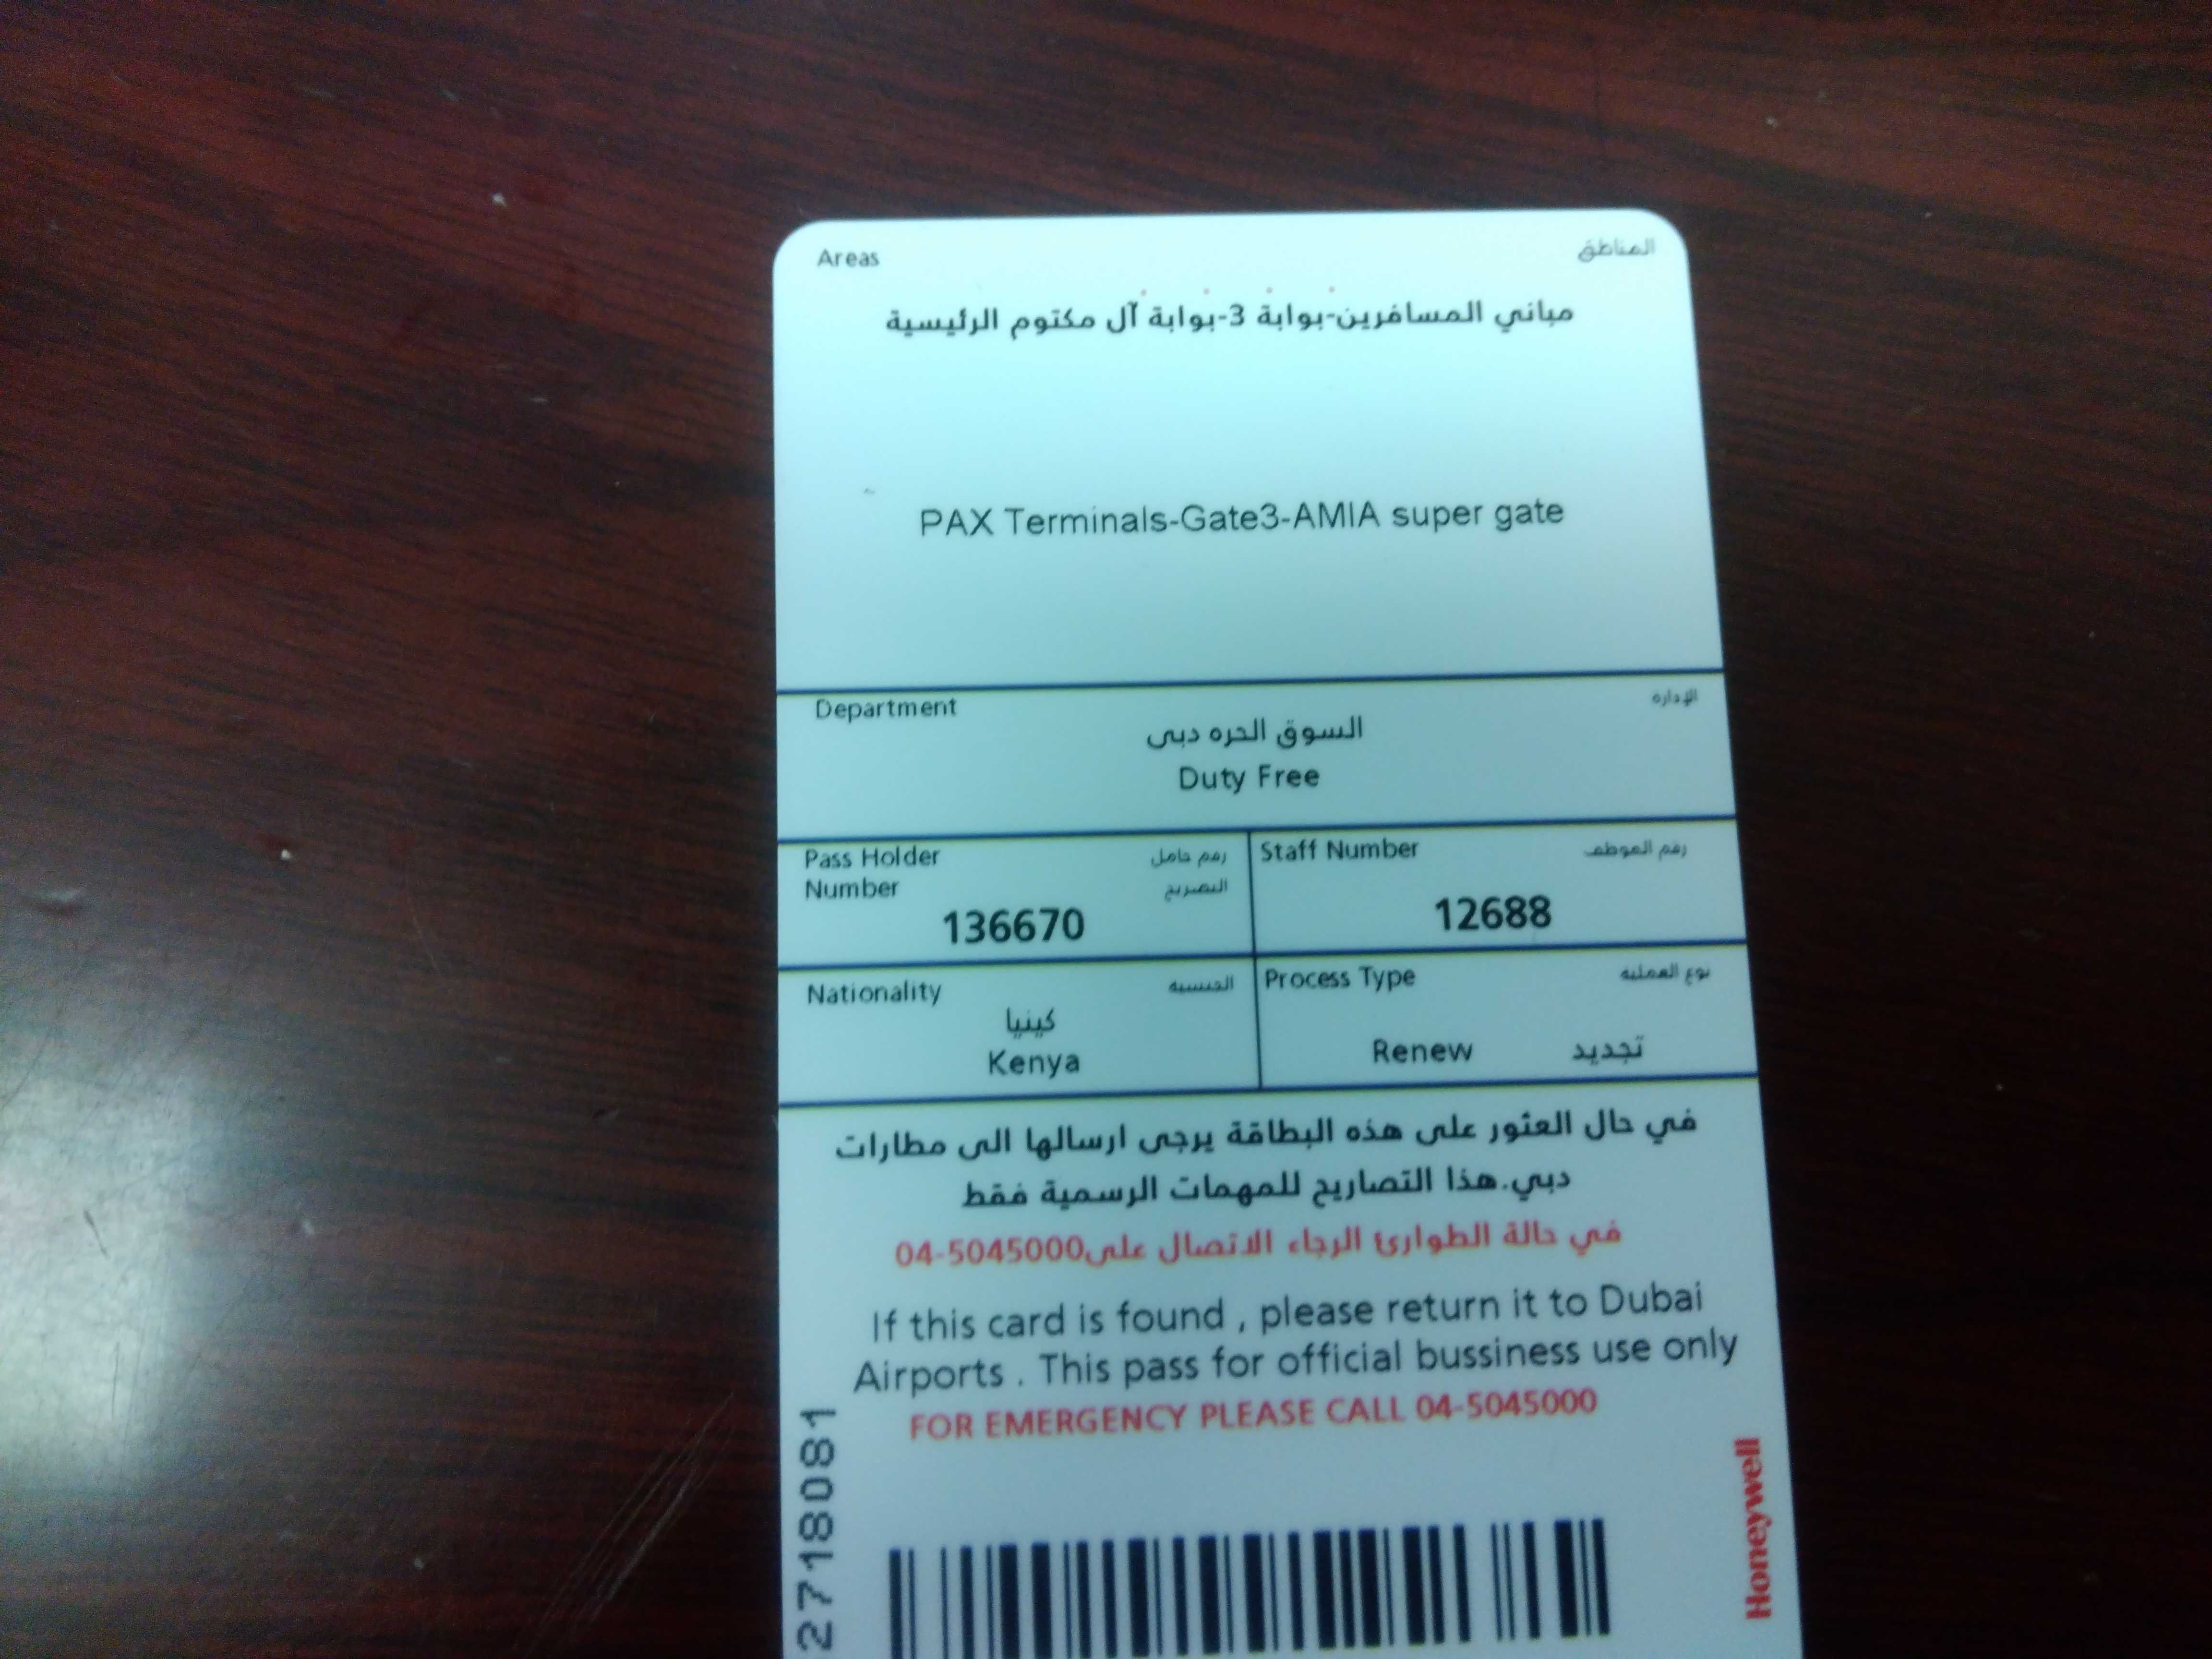 Areas
المناطق
مباني المسافرين-بوابة 3-بوابة آل مكتوم الرئيسية
PAX Terminals-Gate3-AMIA super gate
Department
الإداره
السوق الحره دبى
Duty Free
Pass Holder
Number
رقم حامل
التصريح
136670
Staff Number
رقم الموظف
12688
Nationality
الجنسيه
كينيا
Kenya
Process Type
نوع العمليه
Renew
تجديد
في حال العثور على هذه البطاقة يرجى ارسالها الى مطارات
دبي.هذا التصاريح للمهمات الرسمية فقط
في حالة الطوارئ الرجاء الاتصال على04-5045000
If this card is found , please return it to Dubai
Airports . This pass for official bussiness use only
FOR EMERGENCY PLEASE CALL 04-5045000
2718081
Honeywell